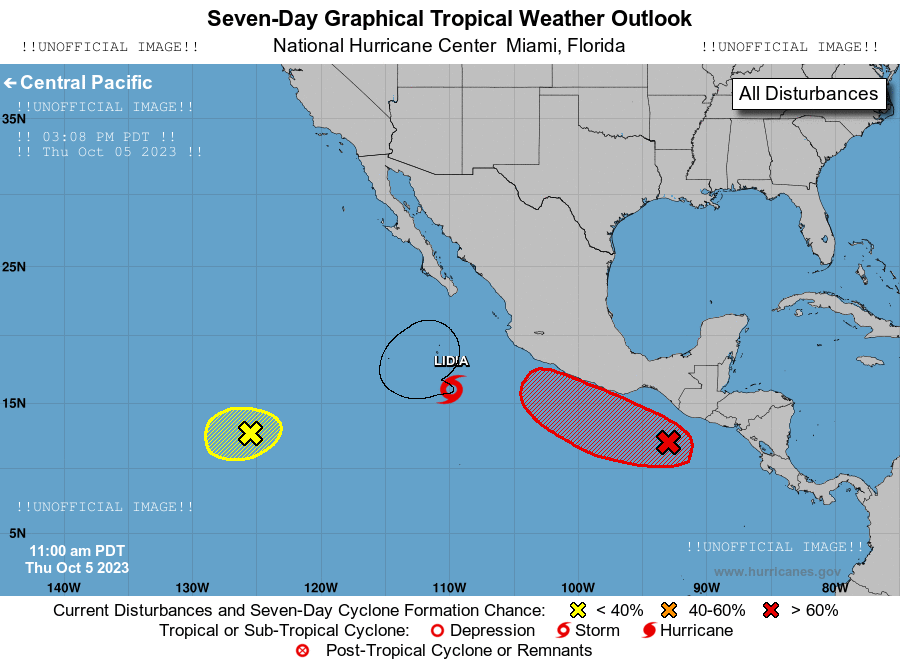 Seven-Day Graphical Tropical Weather Outlook
!!UNOFFICIAL IMAGE!! National Hurricane Center Miami, Florida !!UNOFFICIAL IMAGE!!
← Central Pacific
All Disturbances
!!UNOFFICIAL IMAGE!!
35N
!! 03:08 PM PDT !!
!! Thu Oct 05 2023 !!
25N
LIDIA
15N
!!UNOFFICIAL IMAGE!!
5N
!!UNOFFICIAL IMAGE!!
11:00 am PDT
Thu Oct 5 2023
www.hurricanes.gov
140W 130W 120W 110W 100W 90W 80W
Current Disturbances and Seven-Day Cyclone Formation Chance: < 40% 40-60% > 60%
Tropical or Sub-Tropical Cyclone: Depression Storm Hurricane
Post-Tropical Cyclone or Remnants